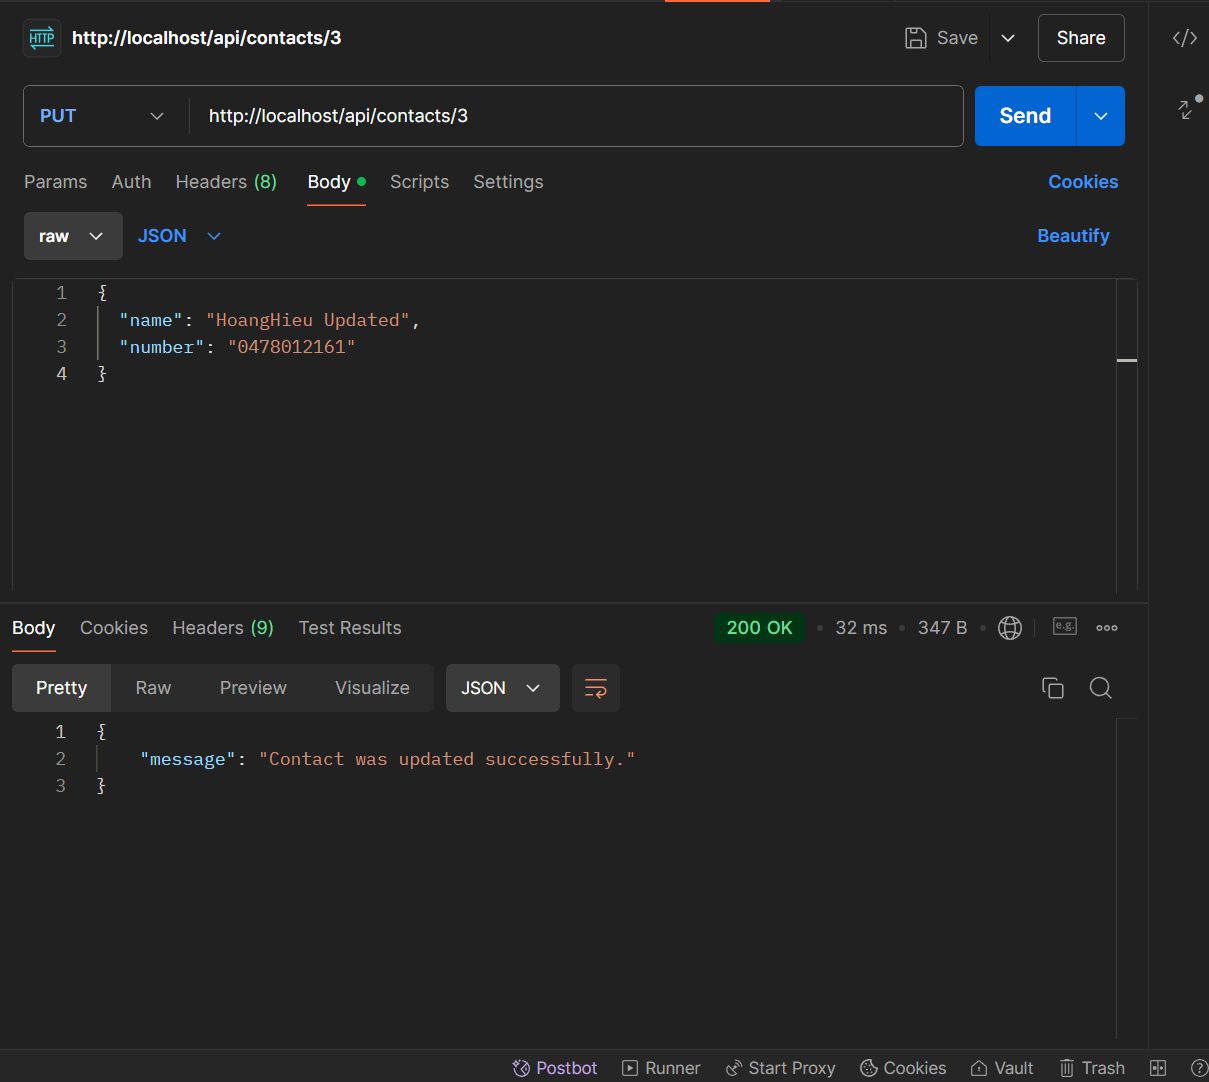 HTTP http://localhost/api/contacts/3 Save Share
PUT http://localhost/api/contacts/3 Send
Params Auth Headers (8) Body Scripts Settings Cookies
raw JSON Beautify
1 {
2 "name": "HoangHieu Updated",
3 "number": "0478012161"
4 }
Body Cookies Headers (9) Test Results 200 OK • 32 ms • 347 B • e.g.
Pretty Raw Preview Visualize JSON
1 {
2 "message": "Contact was updated successfully."
3 }
Postbot Runner Start Proxy Cookies Vault Trash